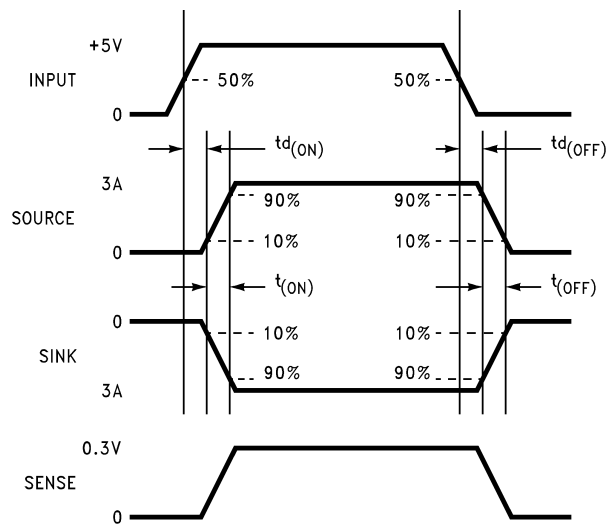 +5V
INPUT
50%
50%
0
td(ON)
td(OFF)
3A
90%
90%
SOURCE
10%
10%
0
t(ON)
t(OFF)
0
10%
10%
SINK
90%
90%
3A
0.3V
SENSE
0